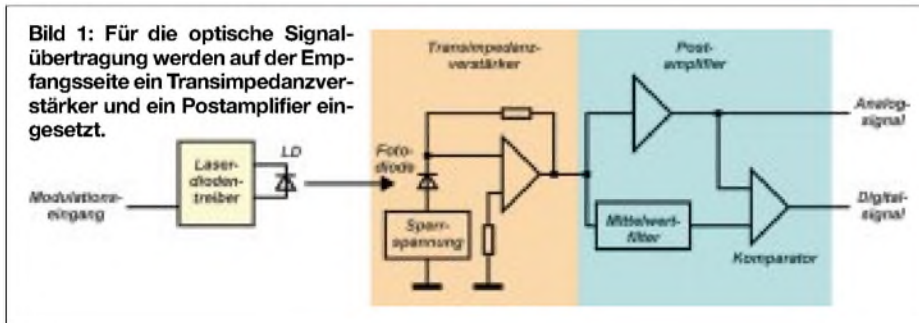 Bild 1: Für die optische Signal-
übertragung werden auf der Emp-
fangsseite ein Transimpedanzver-
stärker und ein Postamplifier ein-
gesetzt.
Modulations-
eingang
Laser-
dioden-
treiber
LD
Foto-
diode
Transimpedanz-
verstärker
Sperr-
spannung
Post-
amplifier
Mittelwert-
filter
Komparator
Analog-
signal
Digital-
signal